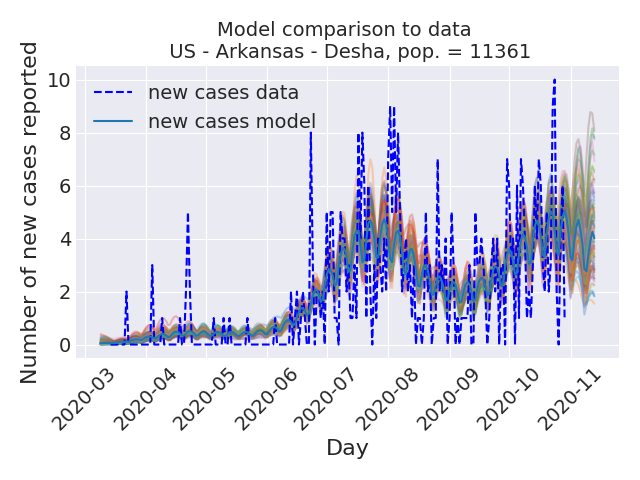 Model comparison to data
US - Arkansas - Desha, pop. = 11361
Number of new cases reported
10
8
6
4
2
0
new cases data
new cases model
2020-03
2020-04
2020-05
2020-06
2020-07
2020-08
2020-09
2020-10
2020-11
Day